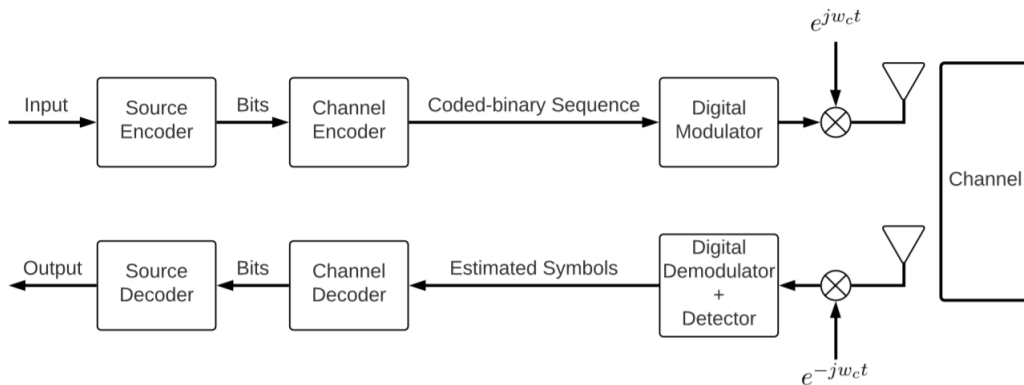 e^{jw_c t}
Input
Source
Encoder
Bits
Channel
Encoder
Coded-binary Sequence
Digital
Modulator
Channel
Output
Source
Decoder
Bits
Channel
Decoder
Estimated Symbols
Digital
Demodulator
+
Detector
e^{-jw_c t}